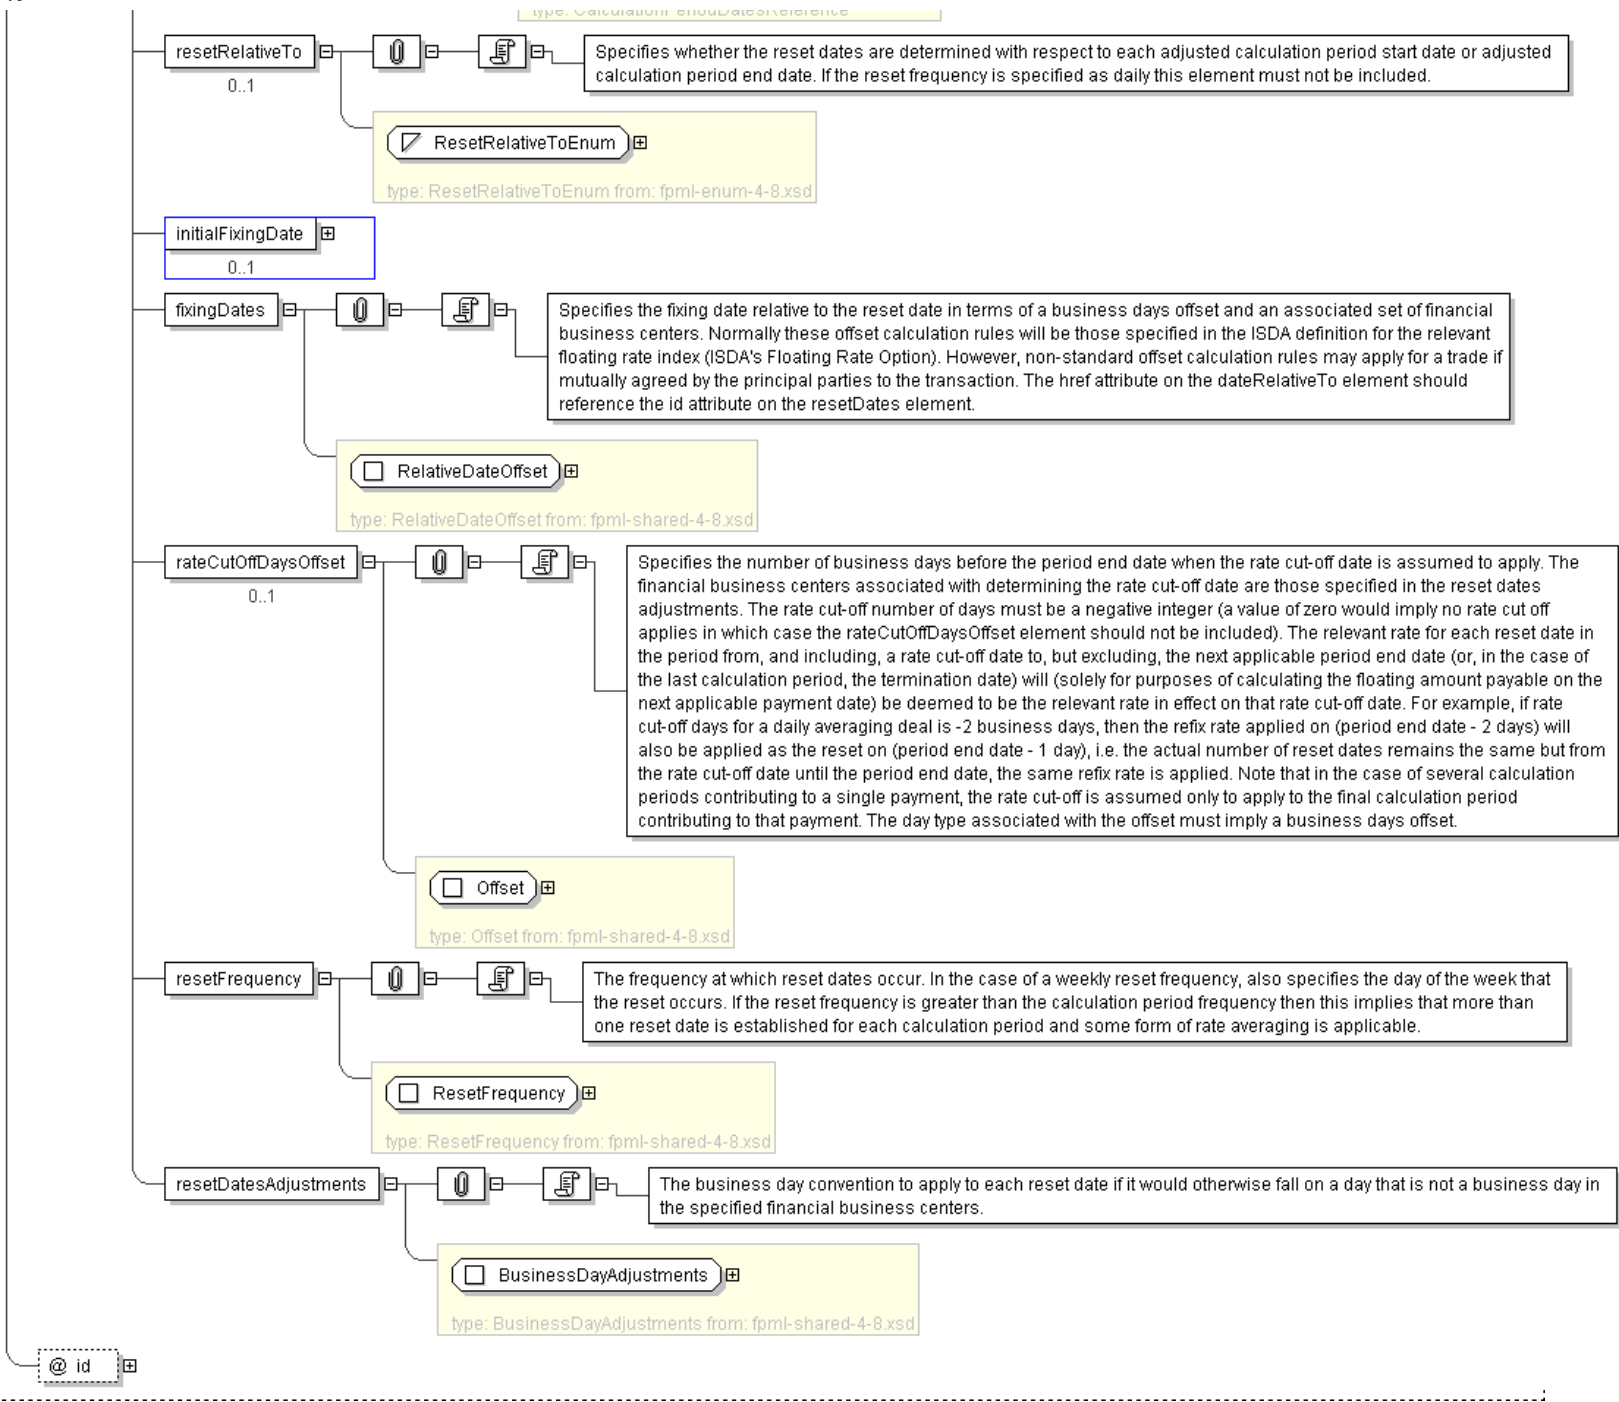 type: CalculationPeriodDatesReference
resetRelativeTo
Specifies whether the reset dates are determined with respect to each adjusted calculation period start date or adjusted
calculation period end date. If the reset frequency is specified as daily this element must not be included.
0..1
ResetRelativeToEnum
type: ResetRelativeToEnum from: fpml-enum-4-8.xsd
initialFixingDate
0..1
fixingDates
Specifies the fixing date relative to the reset date in terms of a business days offset and an associated set of financial
business centers. Normally these offset calculation rules will be those specified in the ISDA definition for the relevant
floating rate index (ISDA's Floating Rate Option). However, non-standard offset calculation rules may apply for a trade if
mutually agreed by the principal parties to the transaction. The href attribute on the dateRelativeTo element should
reference the id attribute on the resetDates element.
RelativeDateOffset
type: RelativeDateOffset from: fpml-shared-4-8.xsd
rateCutOffDaysOffset
0..1
Specifies the number of business days before the period end date when the rate cut-off date is assumed to apply. The
financial business centers associated with determining the rate cut-off date are those specified in the reset dates
adjustments. The rate cut-off number of days must be a negative integer (a value of zero would imply no rate cut off
applies in which case the rateCutOffDaysOffset element should not be included). The relevant rate for each reset date in
the period from, and including, a rate cut-off date to, but excluding, the next applicable period end date (or, in the case of
the last calculation period, the termination date) will (solely for purposes of calculating the floating amount payable on the
next applicable payment date) be deemed to be the relevant rate in effect on that rate cut-off date. For example, if rate
cut-off days for a daily averaging deal is -2 business days, then the refix rate applied on (period end date - 2 days) will
also be applied as the reset on (period end date - 1 day), i.e. the actual number of reset dates remains the same but from
the rate cut-off date until the period end date, the same refix rate is applied. Note that in the case of several calculation
periods contributing to a single payment, the rate cut-off is assumed only to apply to the final calculation period
contributing to that payment. The day type associated with the offset must imply a business days offset.
Offset
type: Offset from: fpml-shared-4-8.xsd
resetFrequency
The frequency at which reset dates occur. In the case of a weekly reset frequency, also specifies the day of the week that
the reset occurs. If the reset frequency is greater than the calculation period frequency then this implies that more than
one reset date is established for each calculation period and some form of rate averaging is applicable.
ResetFrequency
type: ResetFrequency from: fpml-shared-4-8.xsd
resetDatesAdjustments
The business day convention to apply to each reset date if it would otherwise fall on a day that is not a business day in
the specified financial business centers.
BusinessDayAdjustments
type: BusinessDayAdjustments from: fpml-shared-4-8.xsd
@ id